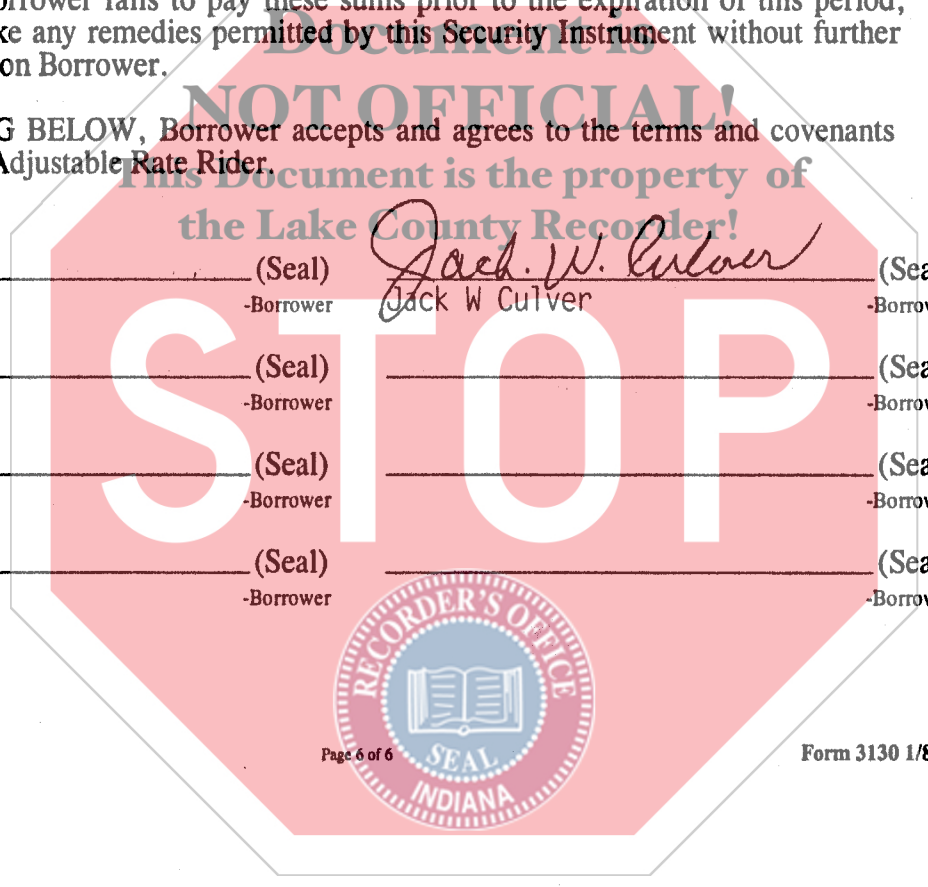 orrower fails to pay these sums prior to the expiration of this period,
ke any remedies permitted by this Security Instrument without further
on Borrower.
Document is
NOT OFFICIAL!
G BELOW, Borrower accepts and agrees to the terms and covenants
Adjustable Rate Rider.
This Document is the property of
the Lake County Recorder!
(Seal) Jack. W. Culver (Sea
-Borrower Jack W Culver -Borrow
STOP
(Seal) (Sea
-Borrower -Borrow
(Seal) (Sea
-Borrower -Borrow
(Seal) (Sea
-Borrower -Borrow
RECORDER'S OFFICE
SEAL
INDIANA
Page 6 of 6 Form 3130 1/8